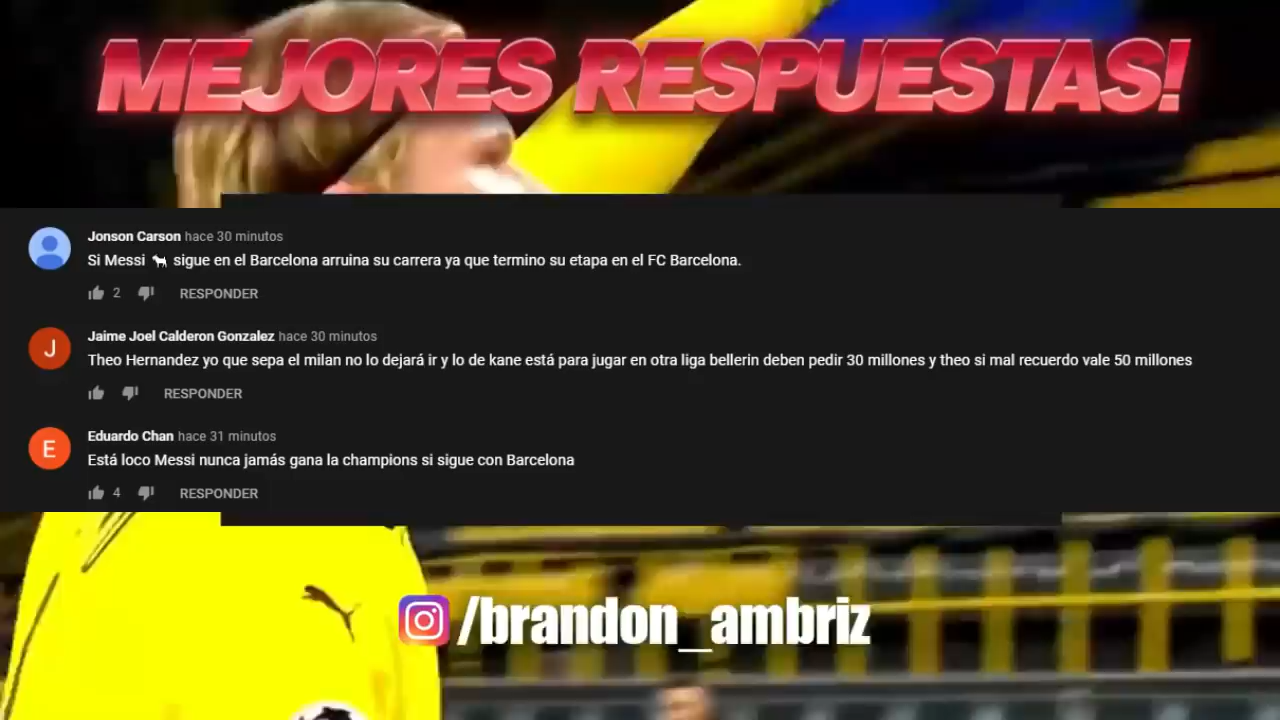 MEJORES RESPUESTAS!
Jonson Carson hace 30 minutos
Si Messi 🐐 sigue en el Barcelona arruina su carrera ya que termino su etapa en el FC Barcelona.
2 RESPONDER
J
Jaime Joel Calderon Gonzalez hace 30 minutos
Theo Hernandez yo que sepa el milan no lo dejará ir y lo de kane está para jugar en otra liga bellerin deben pedir 30 millones y theo si mal recuerdo vale 50 millones
RESPONDER
E
Eduardo Chan hace 31 minutos
Está loco Messi nunca jamás gana la champions si sigue con Barcelona
4 RESPONDER
/brandon_ambriz